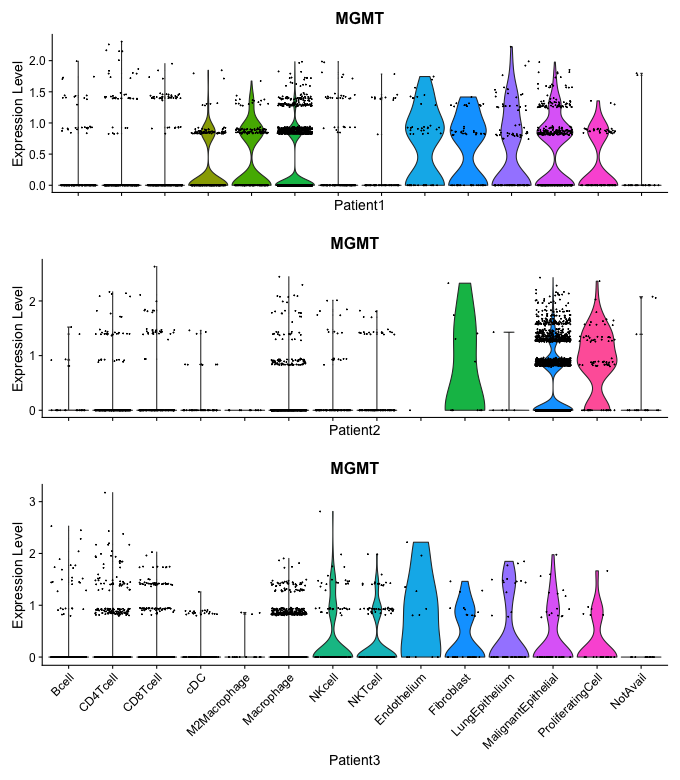 MGMT
Expression Level
2.0
1.5
1.0
0.5
0.0
Patient1
MGMT
Expression Level
2
1
0
Patient2
MGMT
Expression Level
3
2
1
0
Bcell
CD4Tcell
CD8Tcell
cDC
M2Macrophage
Macrophage
NKcell
NKTcell
Endothelium
Fibroblast
LungEpithelium
MalignantEpithelial
ProliferatingCell
NotAvail
Patient3